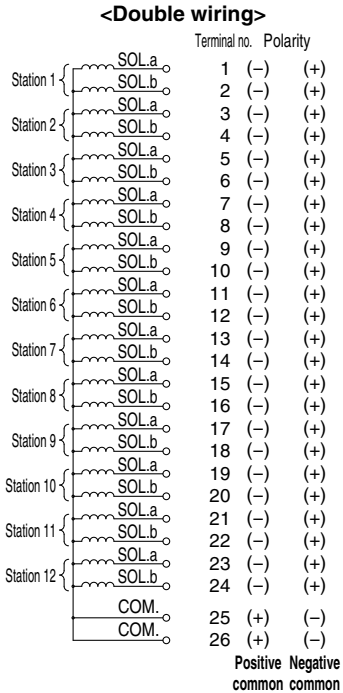 <Double wiring>
Terminal no. Polarity
Station 1 SOL.a 1 (–) (+)
SOL.b 2 (–) (+)
Station 2 SOL.a 3 (–) (+)
SOL.b 4 (–) (+)
Station 3 SOL.a 5 (–) (+)
SOL.b 6 (–) (+)
Station 4 SOL.a 7 (–) (+)
SOL.b 8 (–) (+)
Station 5 SOL.a 9 (–) (+)
SOL.b 10 (–) (+)
Station 6 SOL.a 11 (–) (+)
SOL.b 12 (–) (+)
Station 7 SOL.a 13 (–) (+)
SOL.b 14 (–) (+)
Station 8 SOL.a 15 (–) (+)
SOL.b 16 (–) (+)
Station 9 SOL.a 17 (–) (+)
SOL.b 18 (–) (+)
Station 10 SOL.a 19 (–) (+)
SOL.b 20 (–) (+)
Station 11 SOL.a 21 (–) (+)
SOL.b 22 (–) (+)
Station 12 SOL.a 23 (–) (+)
SOL.b 24 (–) (+)
COM. 25 (+) (–)
COM. 26 (+) (–)
Positive Negative
common common